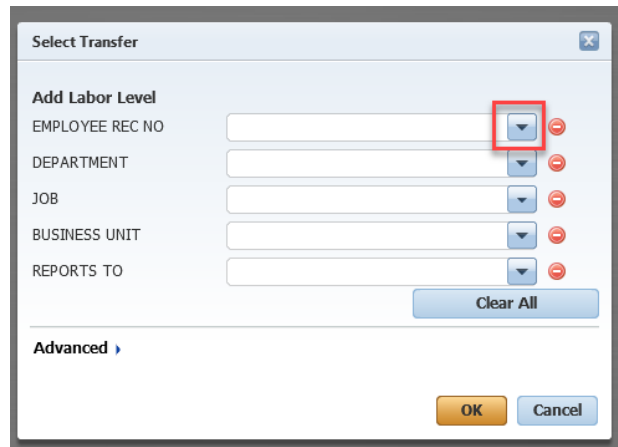 Select Transfer
Add Labor Level
EMPLOYEE REC NO
DEPARTMENT
JOB
BUSINESS UNIT
REPORTS TO
Clear All
Advanced
OK Cancel